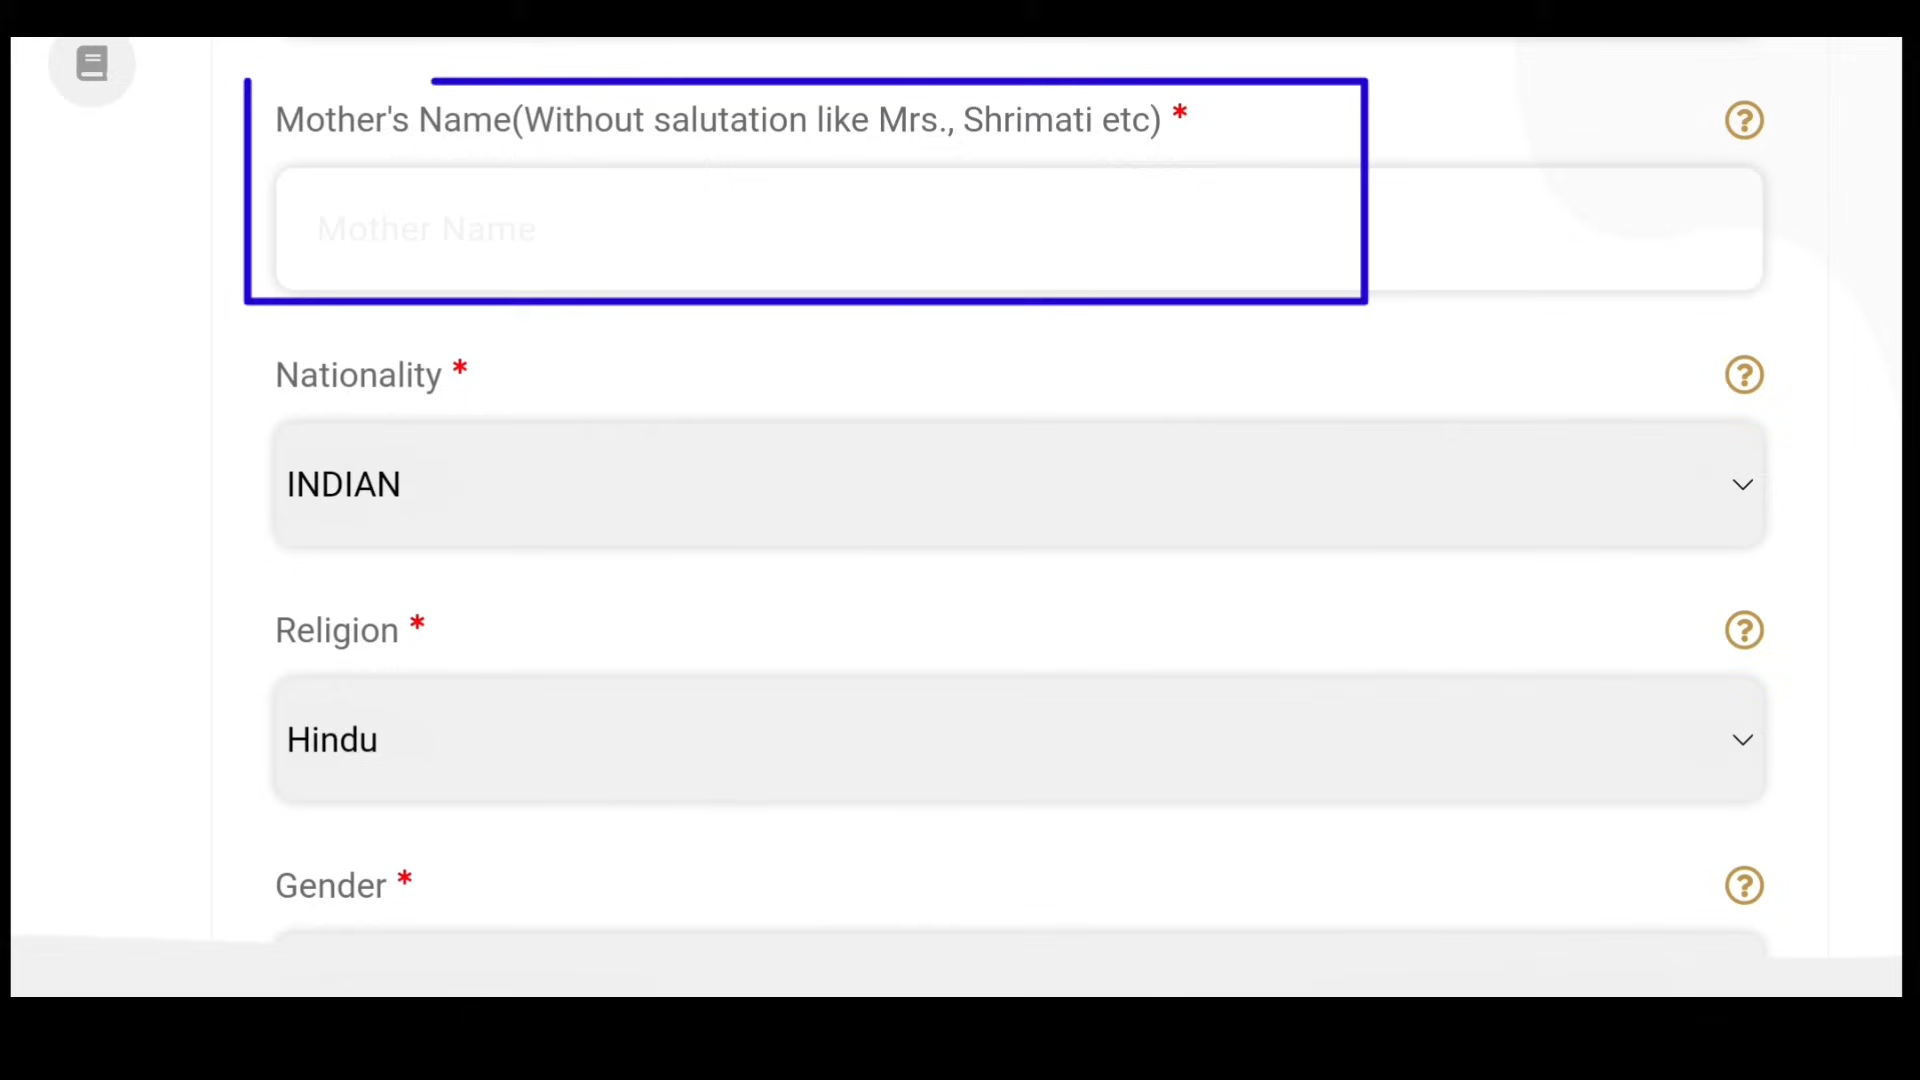 Mother's Name(Without salutation like Mrs., Shrimati etc) *
Mother Name
Nationality *
INDIAN
Religion *
Hindu
Gender *